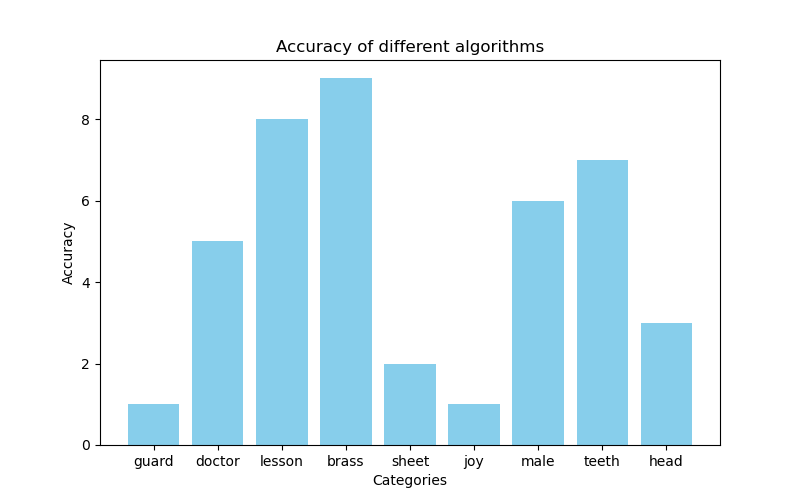 Accuracy of different algorithms
Accuracy
8
6
4
2
0
guard doctor lesson brass sheet joy male teeth head
Categories